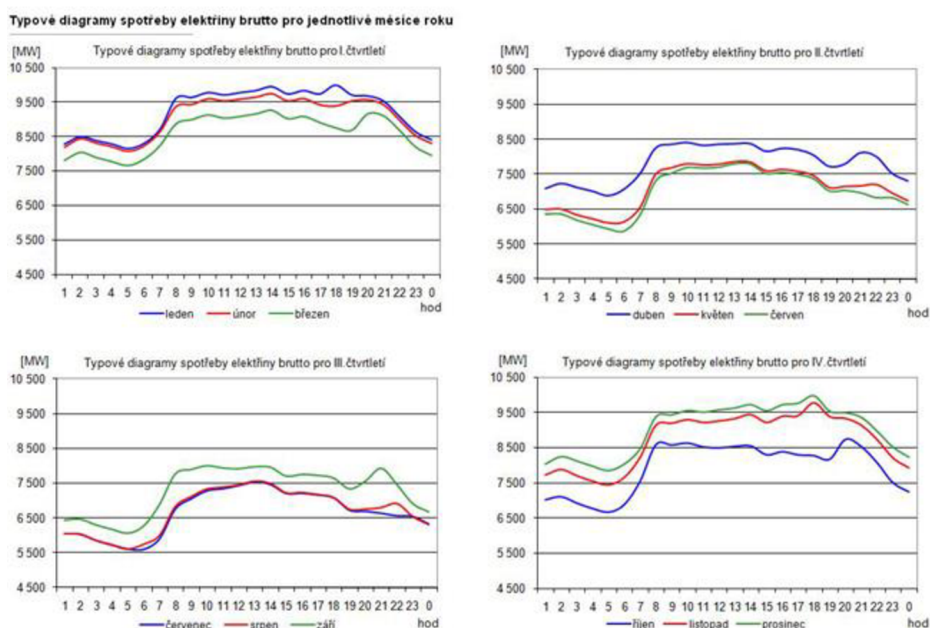 Typové diagramy spotřeby elektřiny brutto pro jednotlivé měsíce roku
[MW] Typové diagramy spotřeby elektřiny brutto pro I.čtvrtletí
10 500
9 500
8 500
7 500
6 500
5 500
4 500
1 2 3 4 5 6 7 8 9 10 11 12 13 14 15 16 17 18 19 20 21 22 23 0
hod
leden únor březen
[MW] Typové diagramy spotřeby elektřiny brutto pro II.čtvrtletí
10 500
9 500
8 500
7 500
6 500
5 500
4 500
1 2 3 4 5 6 7 8 9 10 11 12 13 14 15 16 17 18 19 20 21 22 23 0
duben květen červen hod
[MW] Typové diagramy spotřeby elektřiny brutto pro III.čtvrtletí
10 500
9 500
8 500
7 500
6 500
5 500
4 500
1 2 3 4 5 6 7 8 9 10 11 12 13 14 15 16 17 18 19 20 21 22 23 0
červenec srpen září hod
[MW] Typové diagramy spotřeby elektřiny brutto pro IV.čtvrtletí
10 500
9 500
8 500
7 500
6 500
5 500
4 500
1 2 3 4 5 6 7 8 9 10 11 12 13 14 15 16 17 18 19 20 21 22 23 0
říjen listopad prosinec hod